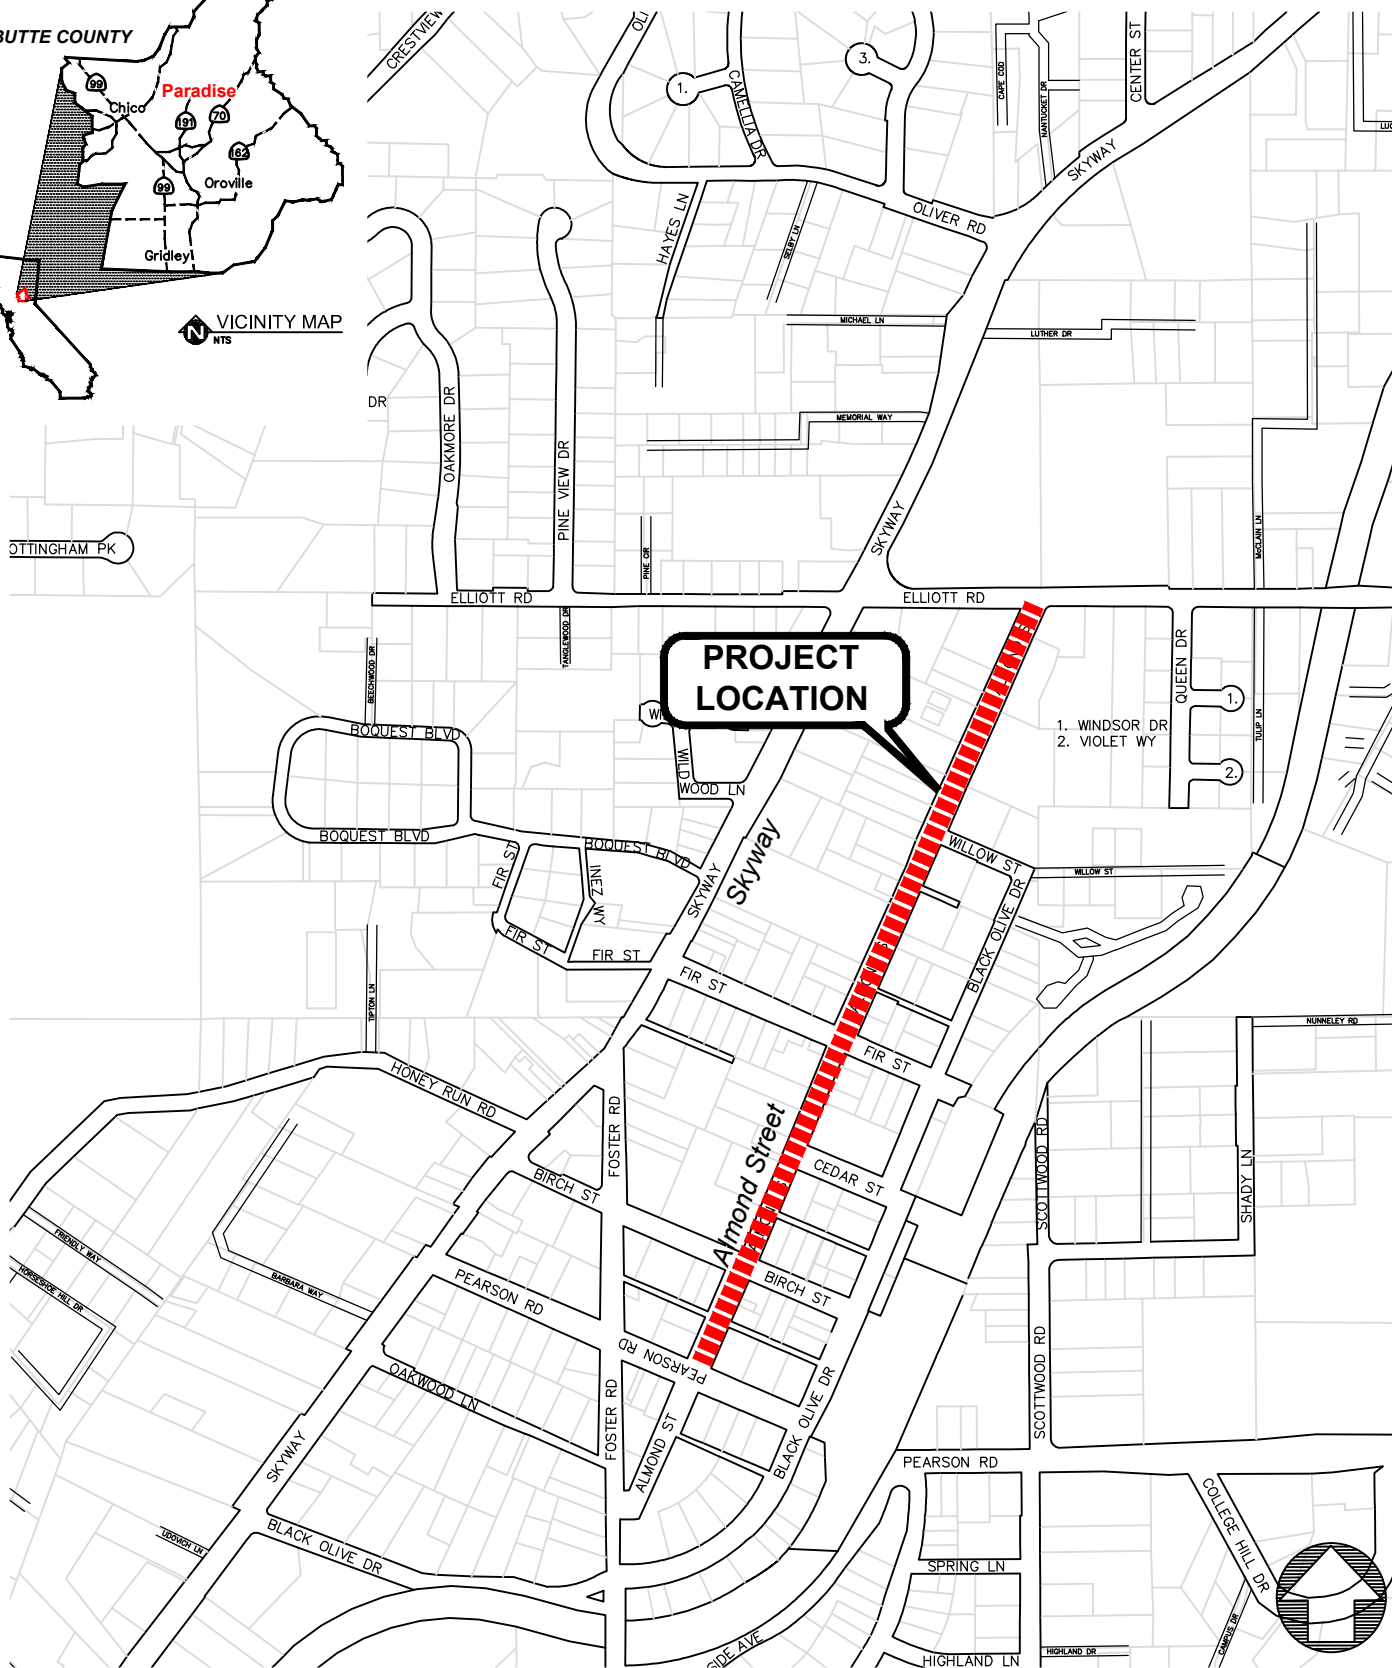 BUTTE COUNTY
99
Chico
Paradise
191
70
162
99
Oroville
Gridley
N
VICINITY MAP
NTS
CRESTVIEW
1.
CAMELLIA DR
3.
CAPE COD
NANTUCKET DR
CENTER ST
SKYWAY
HAYES LN
SELBY LN
OLIVER RD
MICHAEL LN
LUTHER DR
DR
OAKMORE DR
PINE VIEW DR
MEMORIAL WAY
SKYWAY
McCLAIN LN
OTTINGHAM PK
PINE CIR
ELLIOTT RD
ELLIOTT RD
TANGLEWOOD DR
BEECHWOOD DR
PROJECT
LOCATION
QUEEN DR
1.
1. WINDSOR DR
2. VIOLET WY
TULIP LN
2.
BOQUEST BLVD
WILD
WOOD LN
BOQUEST BLVD
BOQUEST BLVD
FIR ST
INEZ WY
SKYWAY
Skyway
WILLOW ST
WILLOW ST
BLACK OLIVE DR
FIR ST
FIR ST
FIR ST
TIPTON LN
NUNNELEY RD
FIR ST
HONEY RUN RD
FOSTER RD
Almond Street
CEDAR ST
SCOTTWOOD RD
SHADY LN
BIRCH ST
FRIENDLY WAY
HORSESHOE HILL DR
BARBARA WAY
PEARSON RD
BIRCH ST
PEARSON RD
OAKWOOD LN
FOSTER RD
ALMOND ST
BLACK OLIVE DR
SCOTTWOOD RD
SKYWAY
PEARSON RD
COLLEGE HILL DR
UDOVICH LN
BLACK OLIVE DR
SPRING LN
SIDE AVE
HIGHLAND LN
HIGHLAND DR
CAMPUS DR